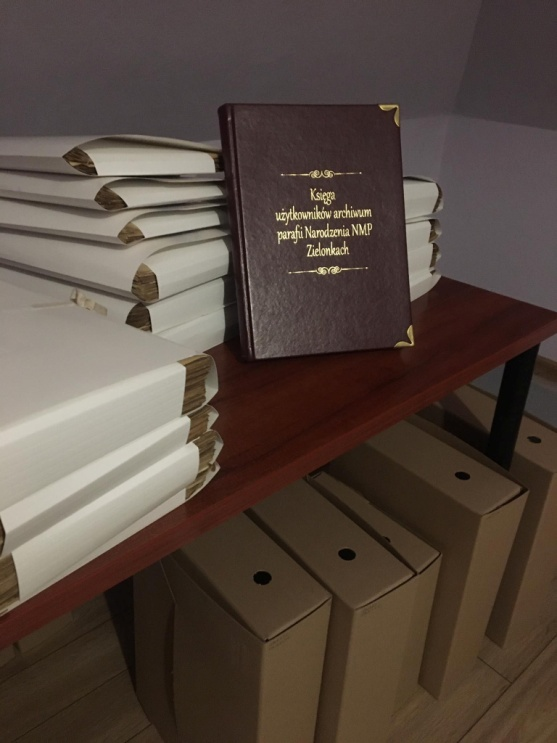 Księga
użytkowników archiwum
parafii Narodzenia NMP
Zielonkach